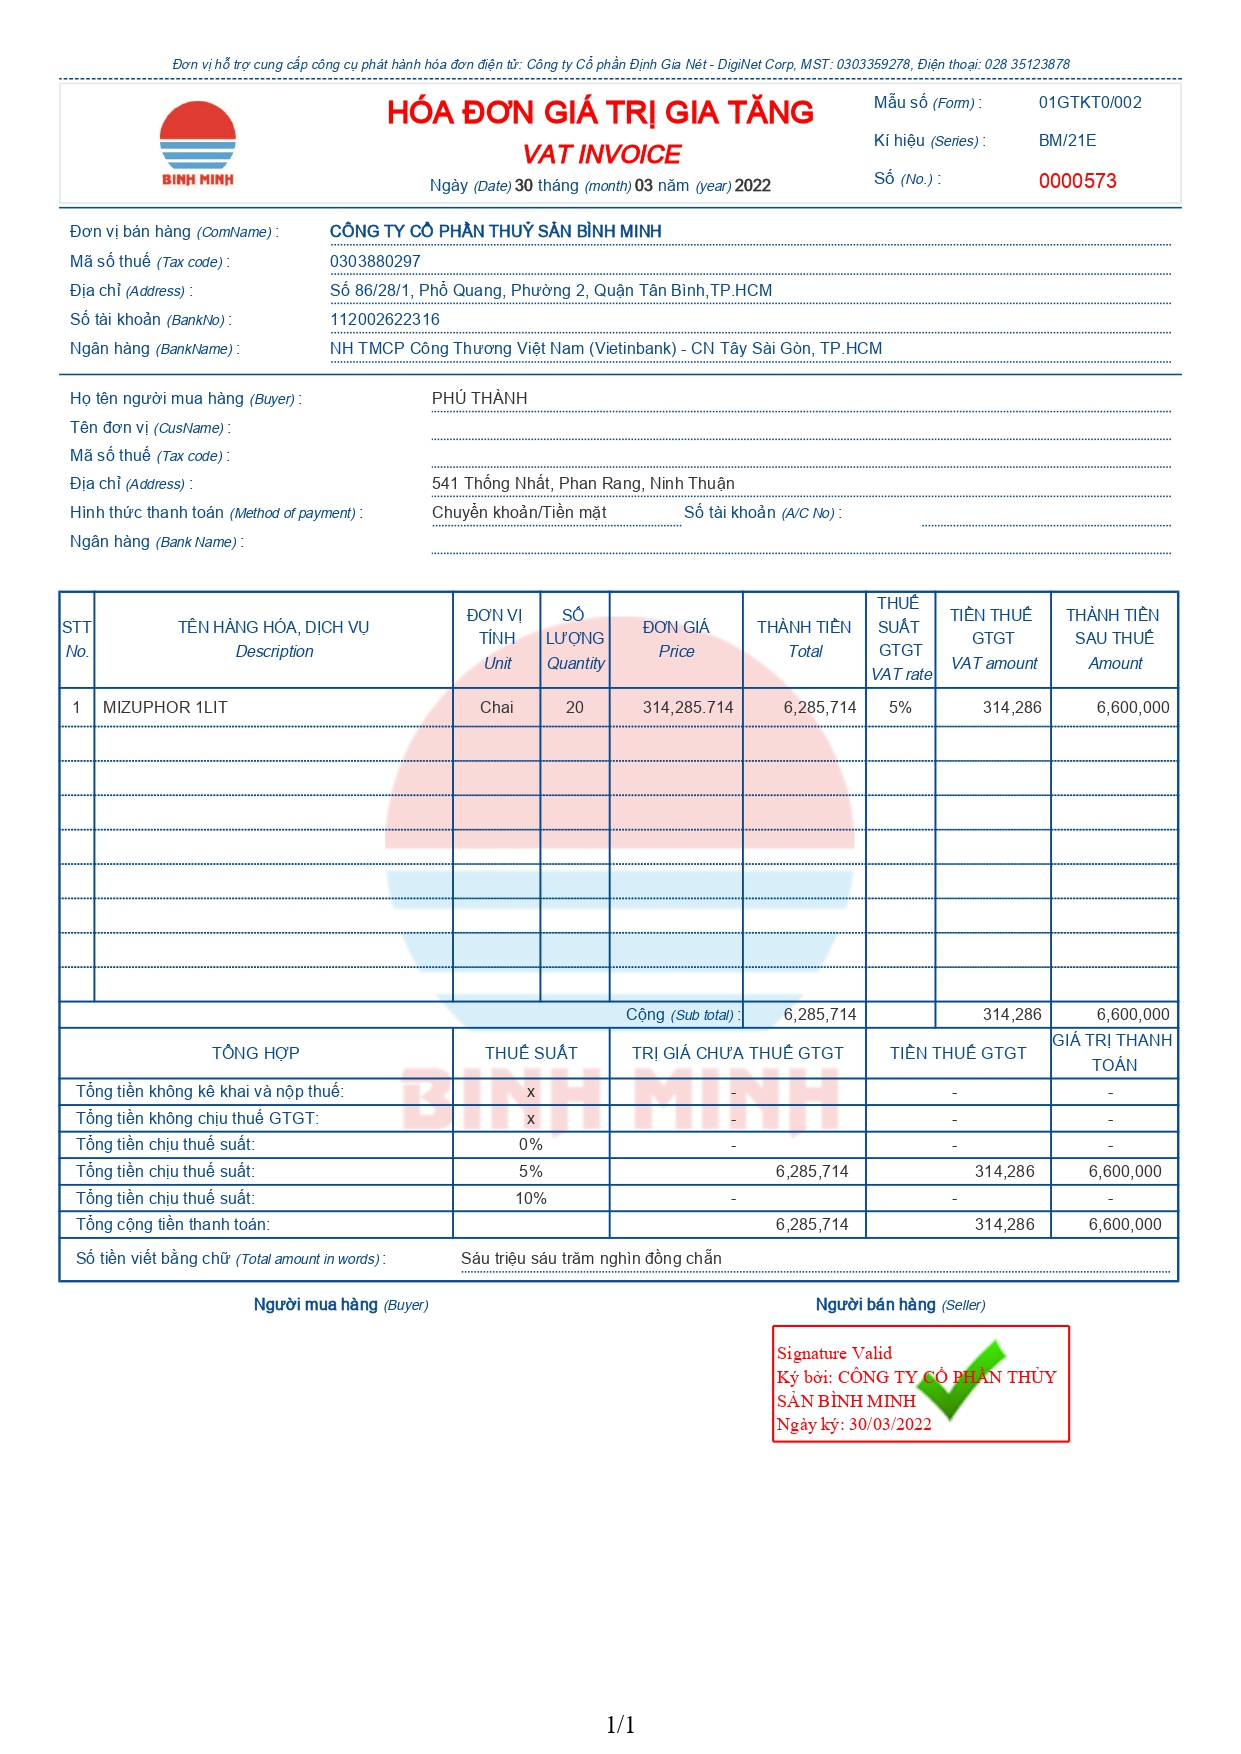 Đơn vị hỗ trợ cung cấp công cụ phát hành hóa đơn điện tử: Công ty Cổ phần Định Gia Nét - DigiNet Corp, MST: 0303359278, Điện thoại: 028 35123878
BINH MINH
HÓA ĐƠN GIÁ TRỊ GIA TĂNG
VAT INVOICE
Ngày (Date) 30 tháng (month) 03 năm (year) 2022
Mẫu số (Form) : 01GTKT0/002
Kí hiệu (Series) : BM/21E
Số (No.) : 0000573
Đơn vị bán hàng (ComName) : CÔNG TY CỔ PHẦN THUỶ SẢN BÌNH MINH
Mã số thuế (Tax code) : 0303880297
Địa chỉ (Address) : Số 86/28/1, Phổ Quang, Phường 2, Quận Tân Bình,TP.HCM
Số tài khoản (BankNo) : 112002622316
Ngân hàng (BankName) : NH TMCP Công Thương Việt Nam (Vietinbank) - CN Tây Sài Gòn, TP.HCM
Họ tên người mua hàng (Buyer) : PHÚ THÀNH
Tên đơn vị (CusName) :
Mã số thuế (Tax code) :
Địa chỉ (Address) : 541 Thống Nhất, Phan Rang, Ninh Thuận
Hình thức thanh toán (Method of payment) : Chuyển khoản/Tiền mặt Số tài khoản (A/C No) :
Ngân hàng (Bank Name) :
STT No. TÊN HÀNG HÓA, DỊCH VỤ Description ĐƠN VỊ TÍNH Unit SỐ LƯỢNG Quantity ĐƠN GIÁ Price THÀNH TIỀN Total THUẾ SUẤT GTGT VAT rate TIỀN THUẾ GTGT VAT amount THÀNH TIỀN SAU THUẾ Amount
1 MIZUPHOR 1LIT Chai 20 314,285.714 6,285,714 5% 314,286 6,600,000
Cộng (Sub total) : 6,285,714 314,286 6,600,000
TỔNG HỢP THUẾ SUẤT TRỊ GIÁ CHƯA THUẾ GTGT TIỀN THUẾ GTGT GIÁ TRỊ THANH TOÁN
BINH MINH
Tổng tiền không kê khai và nộp thuế: x - - -
Tổng tiền không chịu thuế GTGT: x - - -
Tổng tiền chịu thuế suất: 0% - - -
Tổng tiền chịu thuế suất: 5% 6,285,714 314,286 6,600,000
Tổng tiền chịu thuế suất: 10% - - -
Tổng cộng tiền thanh toán: 6,285,714 314,286 6,600,000
Số tiền viết bằng chữ (Total amount in words) : Sáu triệu sáu trăm nghìn đồng chẵn
Người mua hàng (Buyer) Người bán hàng (Seller)
Signature Valid
Ký bởi: CÔNG TY CỔ PHẦN THỦY
SẢN BÌNH MINH
Ngày ký: 30/03/2022
1/1